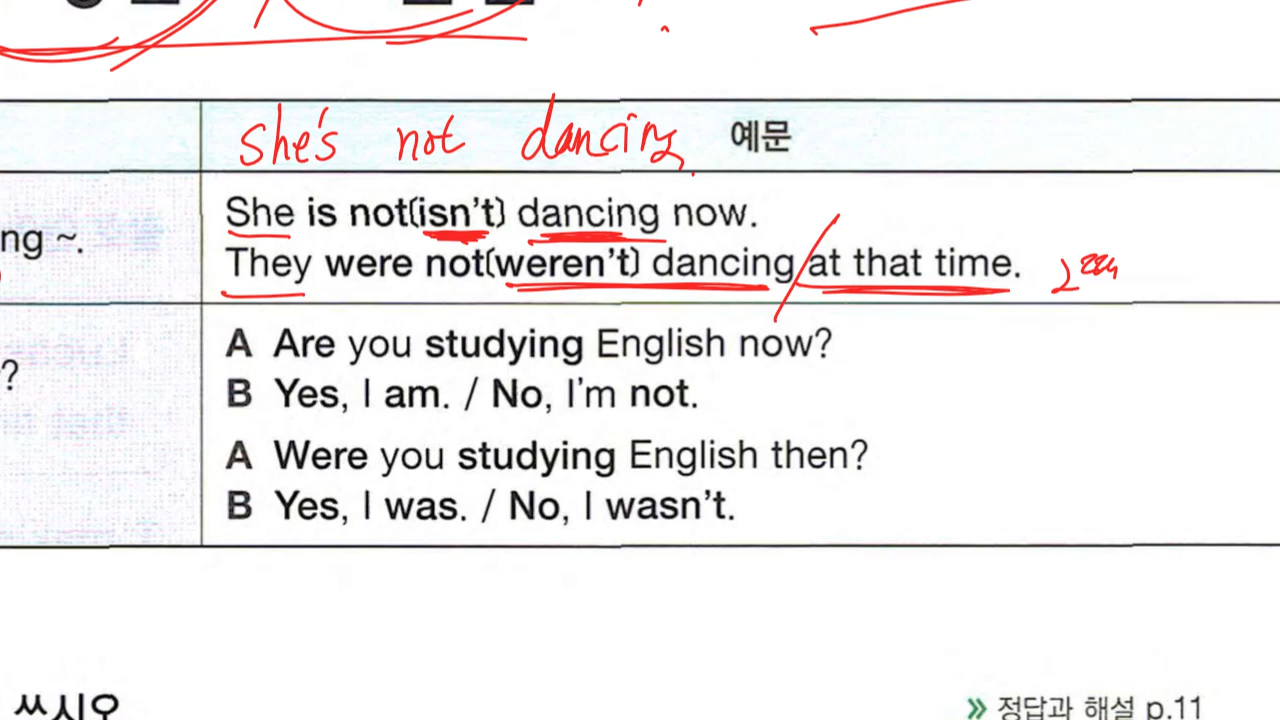 She's not dancing 예문
She is not(isn't) dancing now.
ng ~.
They were not(weren't) dancing at that time.
A Are you studying English now?
?
B Yes, I am. / No, I'm not.
A Were you studying English then?
B Yes, I was. / No, I wasn't.
쓰시오
» 정답과 해설 p.11